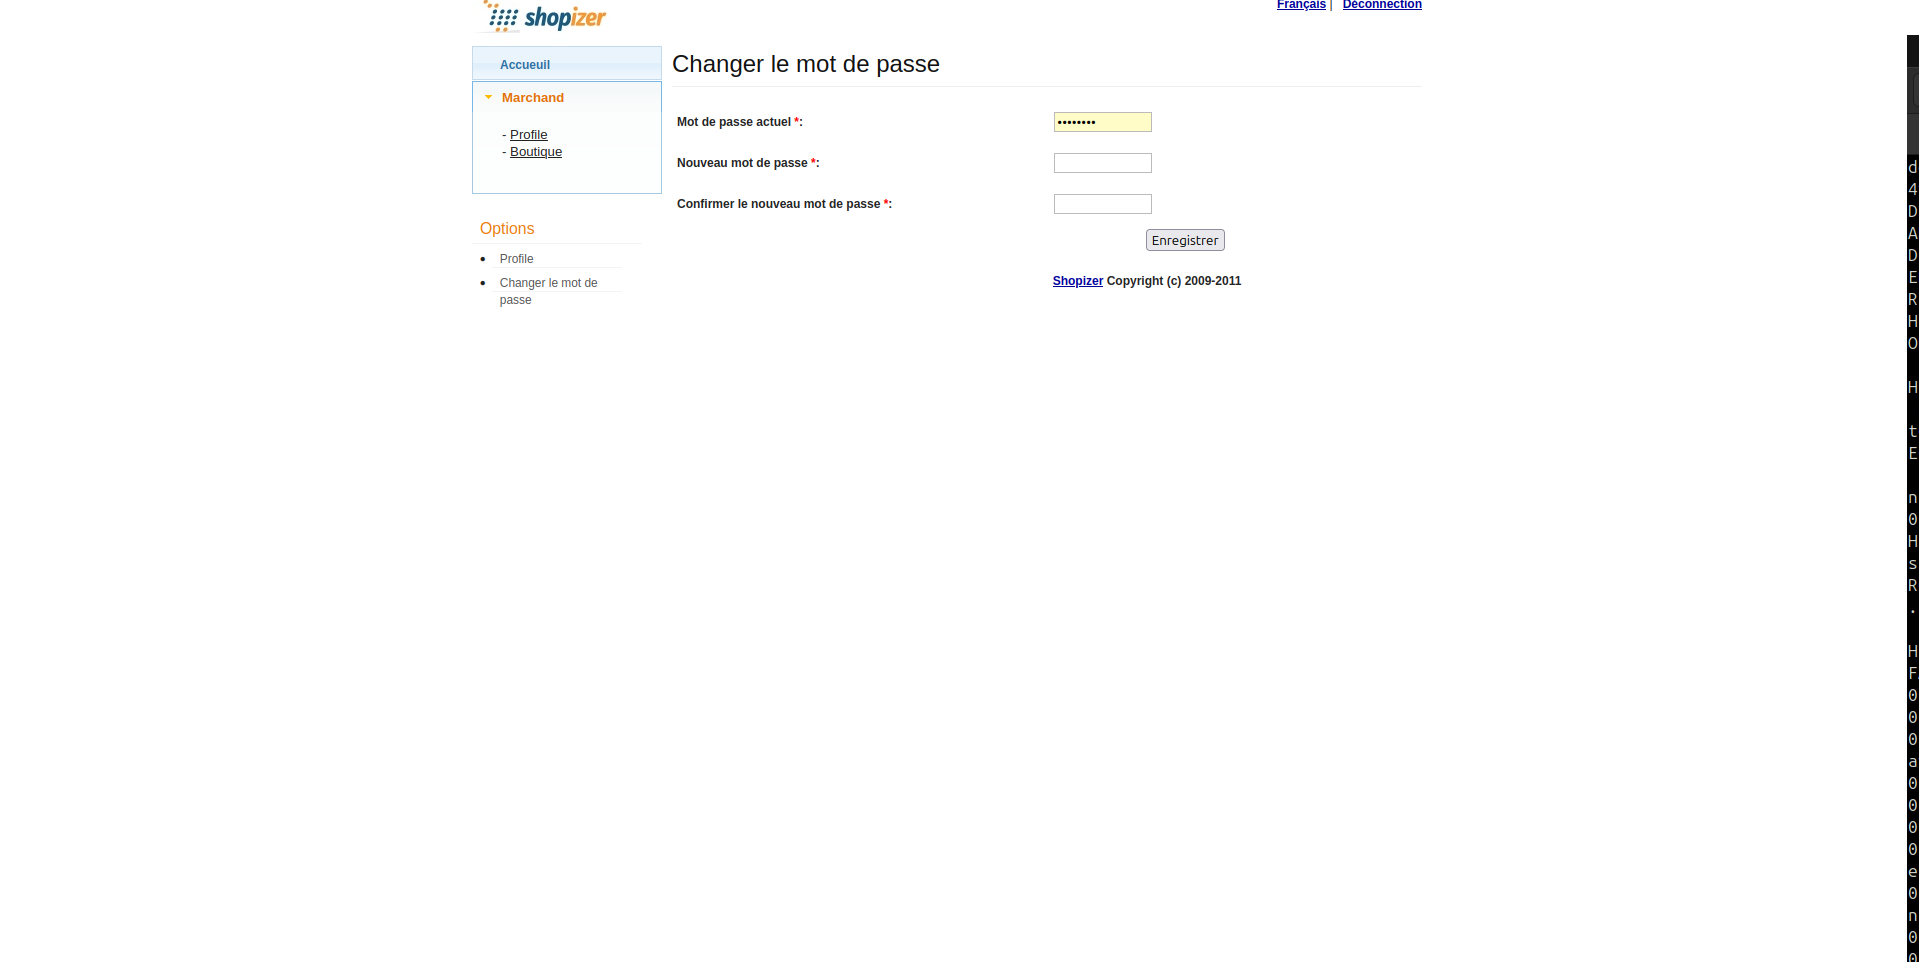 shopizer
Français | Déconnection
Accueuil
Marchand
- Profile
- Boutique
Options
Profile
Changer le mot de
passe
Changer le mot de passe
Mot de passe actuel *:
••••••••
Nouveau mot de passe *:
Confirmer le nouveau mot de passe *:
Enregistrer
Shopizer Copyright (c) 2009-2011
d
4
D
A
D
E
R
H
O
H
t
E
n
0
H
s
R
.
H
F
0
0
0
a
0
0
0
0
e
0
n
0
0